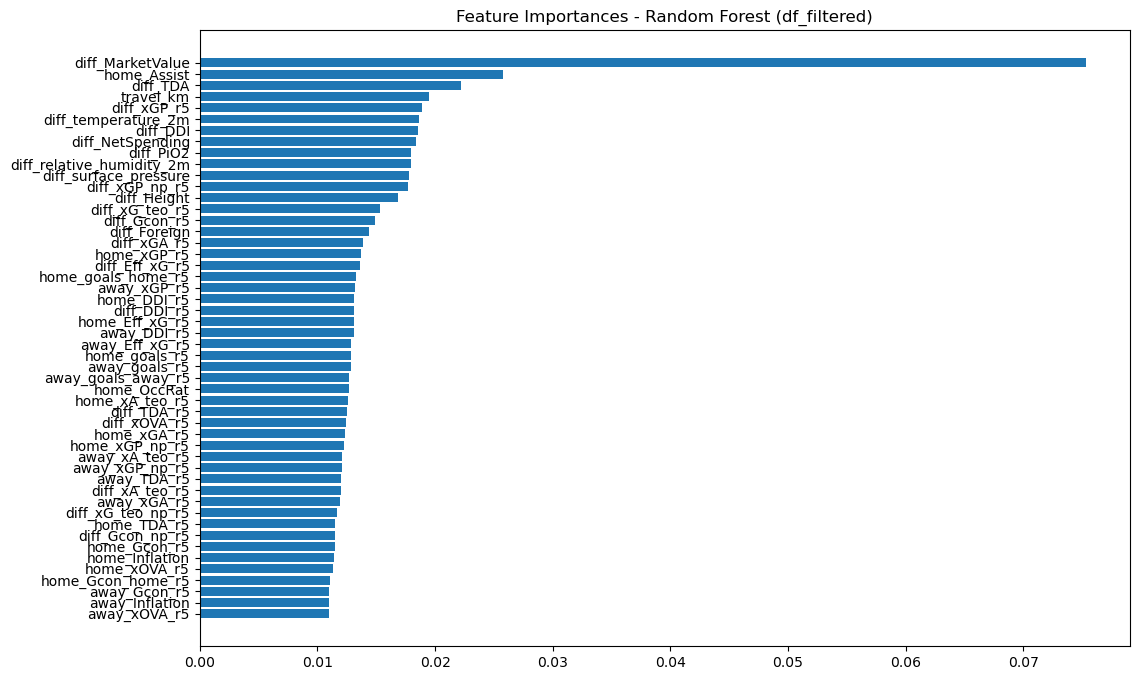 Feature Importances - Random Forest (df_filtered)
diff_MarketValue
home_Assist
diff_TDA
travel_km
diff_xGP_r5
diff_temperature_2m
diff_DDI
diff_NetSpending
diff_PiO2
diff_relative_humidity_2m
diff_surface_pressure
diff_xGP_np_r5
diff_Height
diff_xG_teo_r5
diff_Gcon_r5
diff_Foreign
diff_xGA_r5
home_xGP_r5
diff_Eff_xG_r5
home_goals_home_r5
away_xGP_r5
home_DDI_r5
diff_DDI_r5
home_Eff_xG_r5
away_DDI_r5
away_Eff_xG_r5
home_goals_r5
away_goals_r5
away_goals_away_r5
home_OccRat
home_xA_teo_r5
diff_TDA_r5
diff_xOVA_r5
home_xGA_r5
home_xGP_np_r5
away_xA_teo_r5
away_xGP_np_r5
away_TDA_r5
diff_xA_teo_r5
away_xGA_r5
diff_xG_teo_np_r5
home_TDA_r5
diff_Gcon_np_r5
home_Gcon_r5
home_Inflation
home_xOVA_r5
home_Gcon_home_r5
away_Gcon_r5
away_Inflation
away_xOVA_r5
0.00 0.01 0.02 0.03 0.04 0.05 0.06 0.07